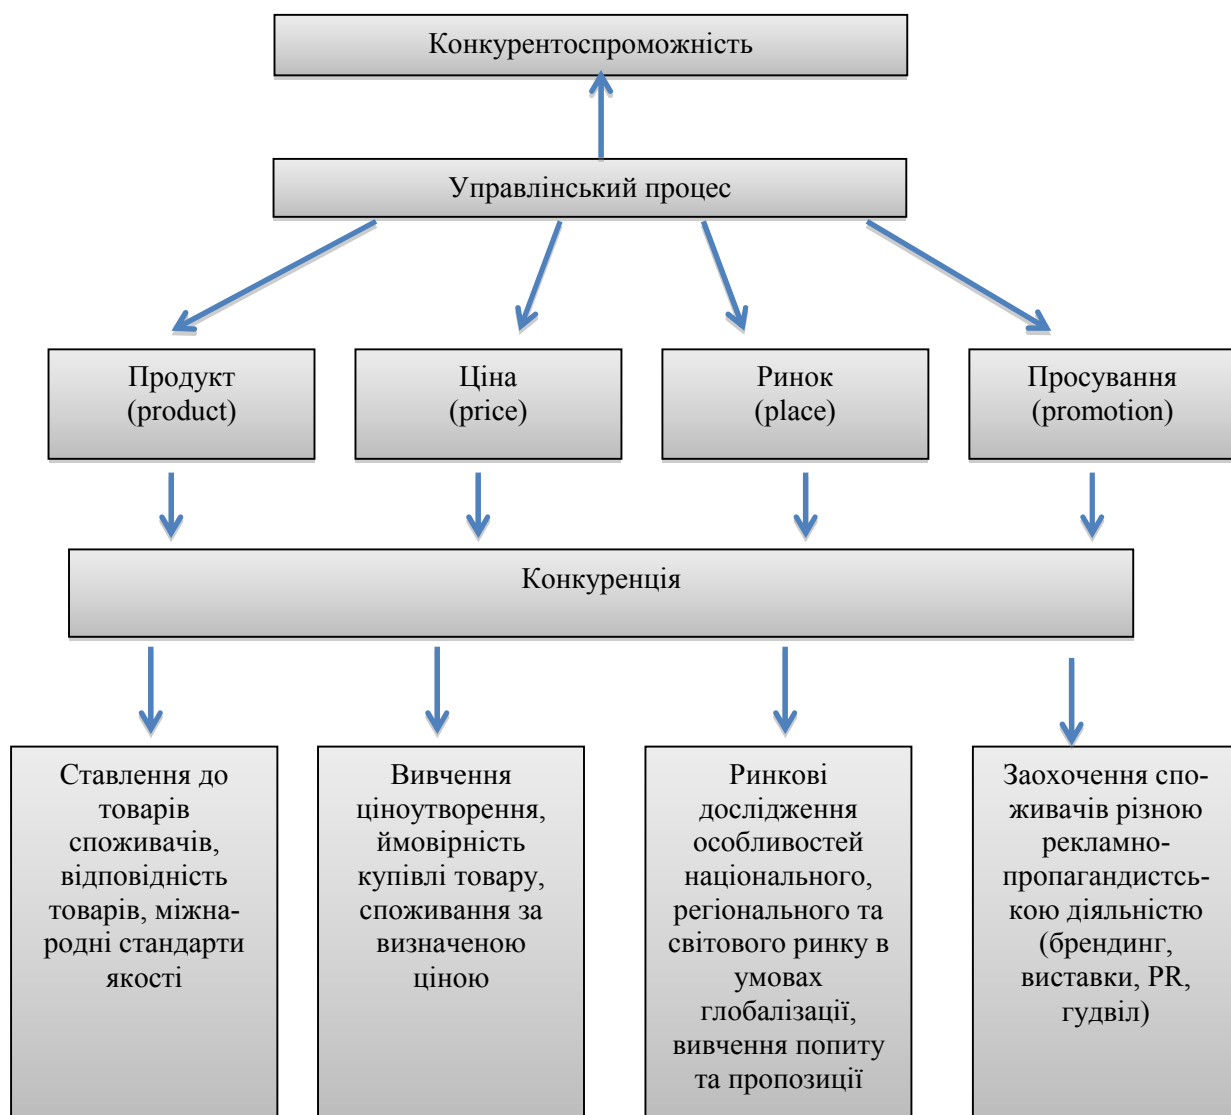 Конкурентоспроможність
Управлінський процес
Продукт
(product)
Ціна
(price)
Ринок
(place)
Просування
(promotion)
Конкуренція
Ставлення до
товарів
споживачів,
відповідність
товарів, міжна-
родні стандарти
якості
Вивчення
ціноутворення,
ймовірність
купівлі товару,
споживання за
визначеною
ціною
Ринкові
дослідження
особливостей
національного,
регіонального та
світового ринку в
умовах
глобалізації,
вивчення попиту
та пропозиції
Заохочення спо-
живачів різною
рекламно-
пропагандистсь-
кою діяльністю
(брендинг,
виставки, PR,
гудвіл)